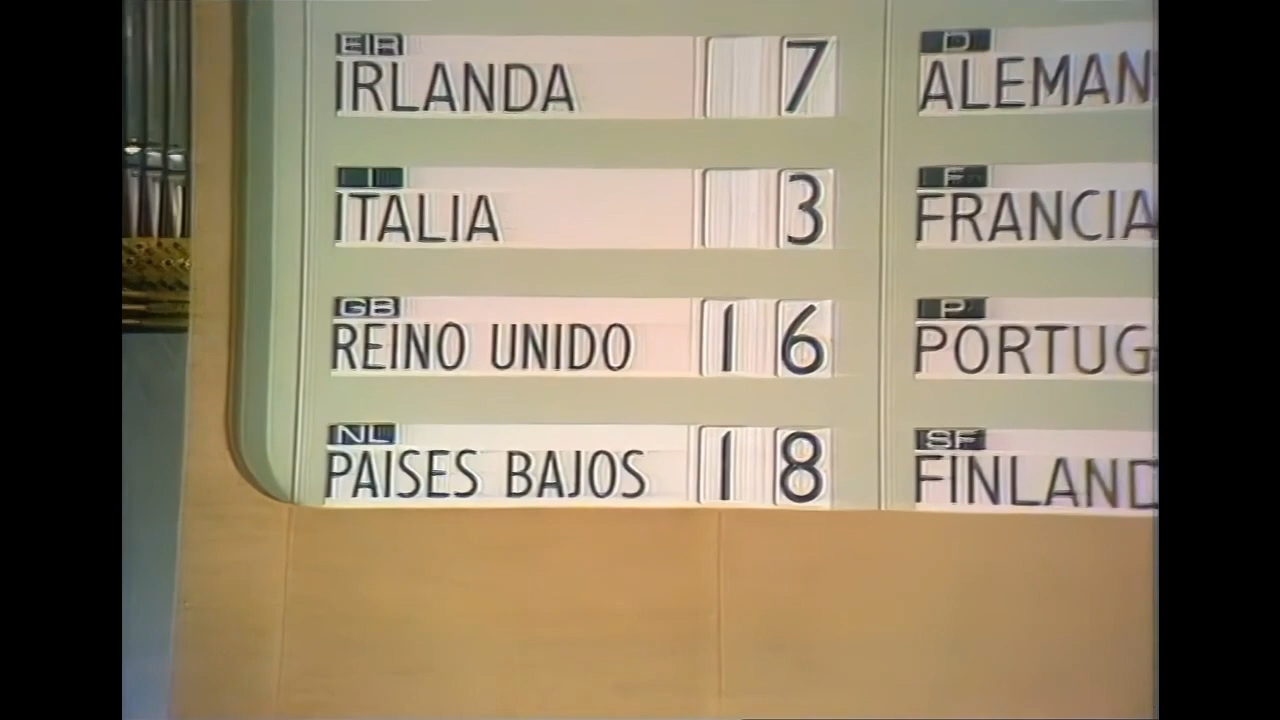 EIR
IRLANDA 7
I
ITALIA 3
GB
REINO UNIDO 16
NL
PAISES BAJOS 18
D
ALEMAN
F
FRANCIA
P
PORTUG
SF
FINLAND